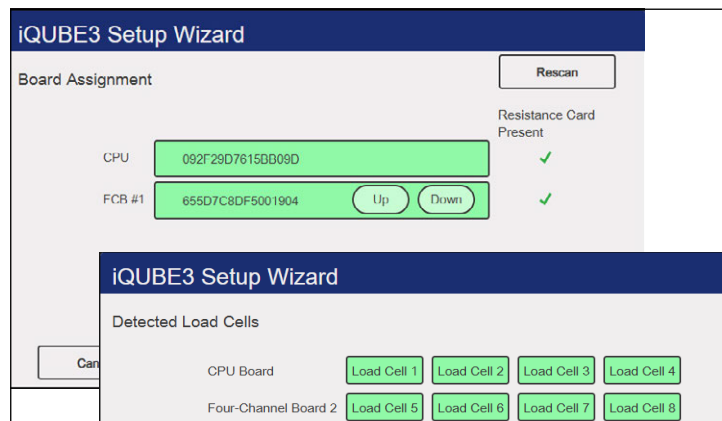 iQUBE3 Setup Wizard
Board Assignment
Rescan
Resistance Card
Present
CPU 092F29D7615BB09D
FCB #1 655D7C8DF5001904 Up Down
Can
iQUBE3 Setup Wizard
Detected Load Cells
CPU Board Load Cell 1 Load Cell 2 Load Cell 3 Load Cell 4
Four-Channel Board 2 Load Cell 5 Load Cell 6 Load Cell 7 Load Cell 8